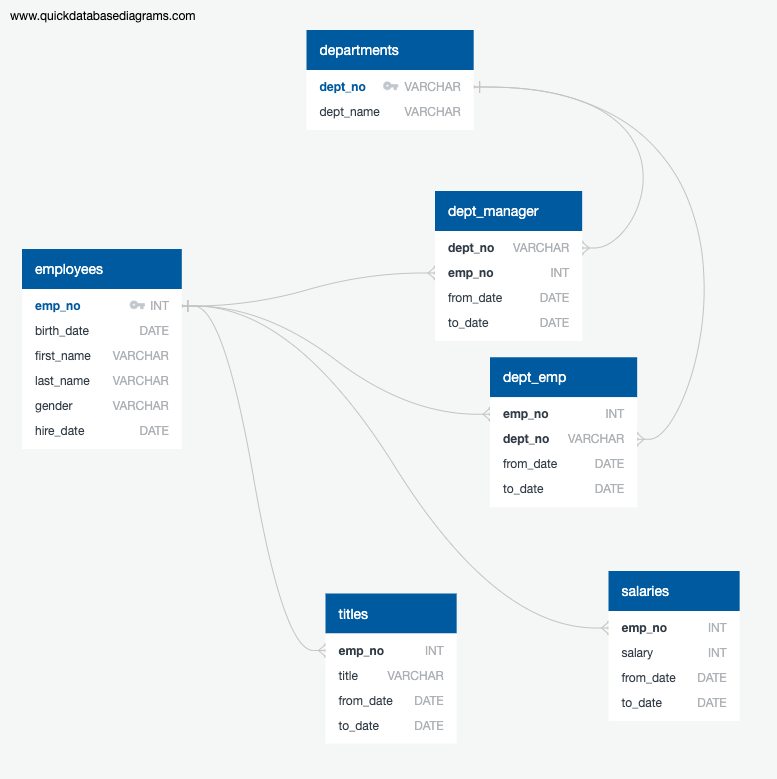 www.quickdatabasediagrams.com
departments
dept_no VARCHAR
dept_name VARCHAR
dept_manager
dept_no VARCHAR
emp_no INT
from_date DATE
to_date DATE
employees
emp_no INT
birth_date DATE
first_name VARCHAR
last_name VARCHAR
gender VARCHAR
hire_date DATE
dept_emp
emp_no INT
dept_no VARCHAR
from_date DATE
to_date DATE
salaries
emp_no INT
salary INT
from_date DATE
to_date DATE
titles
emp_no INT
title VARCHAR
from_date DATE
to_date DATE